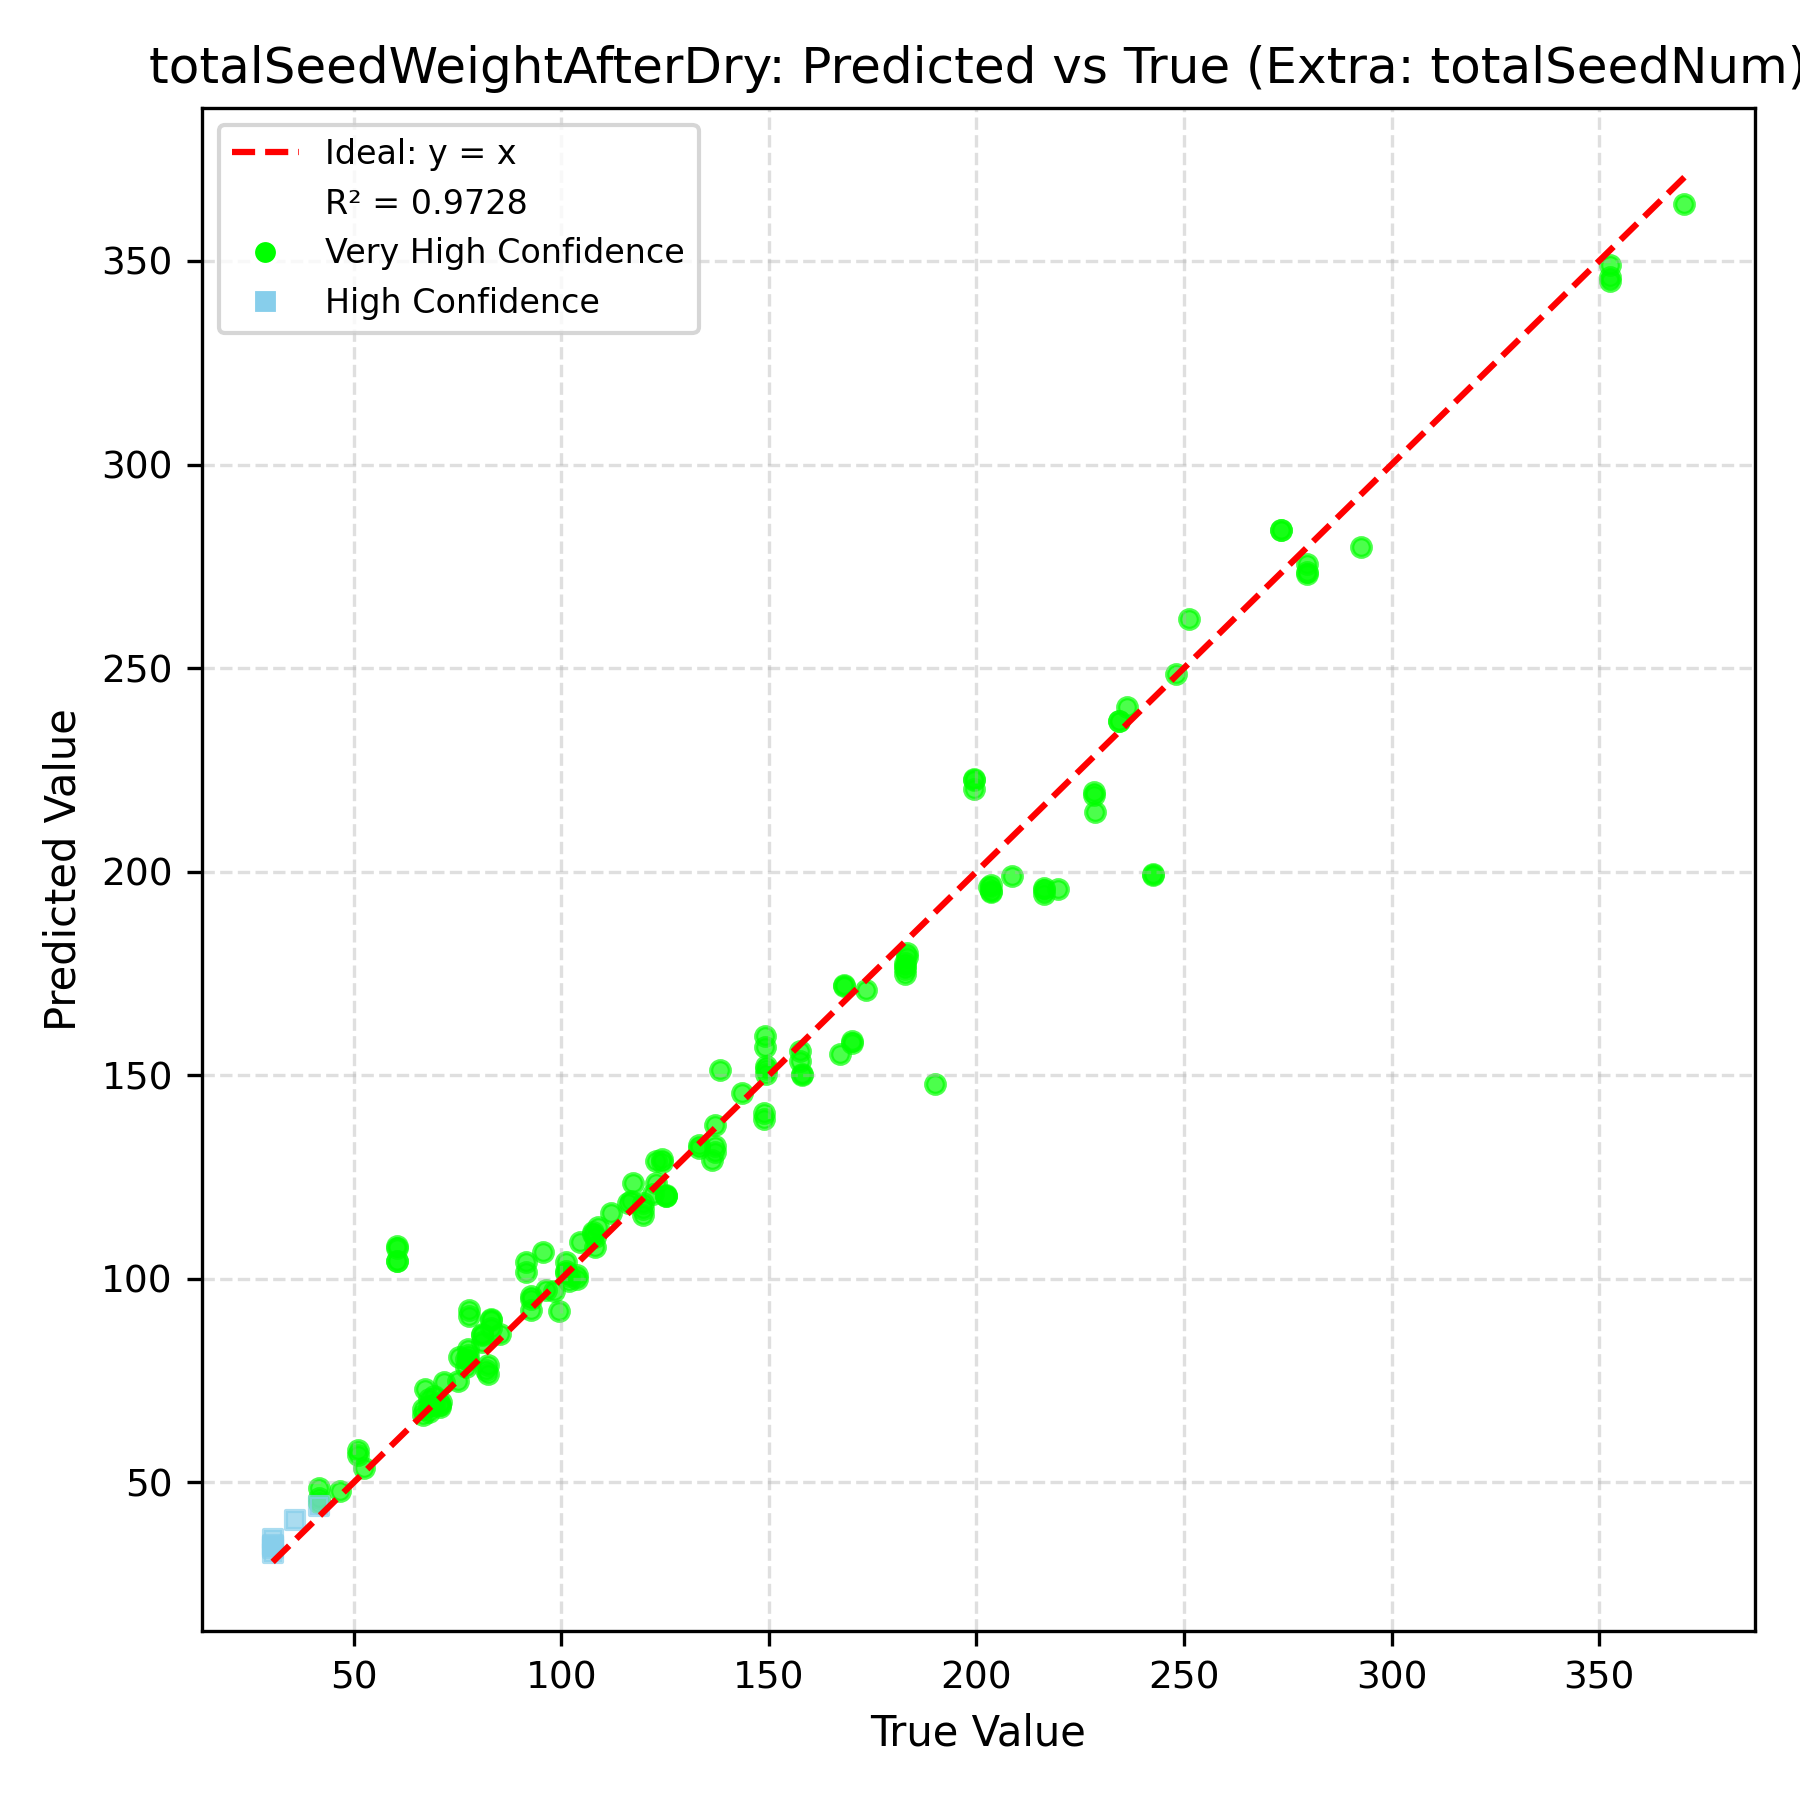 totalSeedWeightAfterDry: Predicted vs True (Extra: totalSeedNum)
Ideal: y = x
R² = 0.9728
Very High Confidence
High Confidence
350
300
250
200
150
100
50
Predicted Value
50 100 150 200 250 300 350
True Value